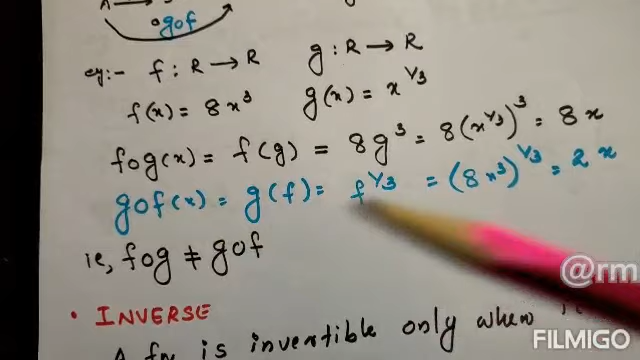 gof
eg:- f : R → R g : R → R
f(x) = 8x³ g(x) = x^1/3
fog(x) = f(g) = 8g³ = 8(x^1/3)³ = 8x
gof(x) = g(f) = f^1/3 = (8x³)^1/3 = 2x
ie, fog ≠ gof
• INVERSE
@rm
A fn is invertible only when
FILMIGO